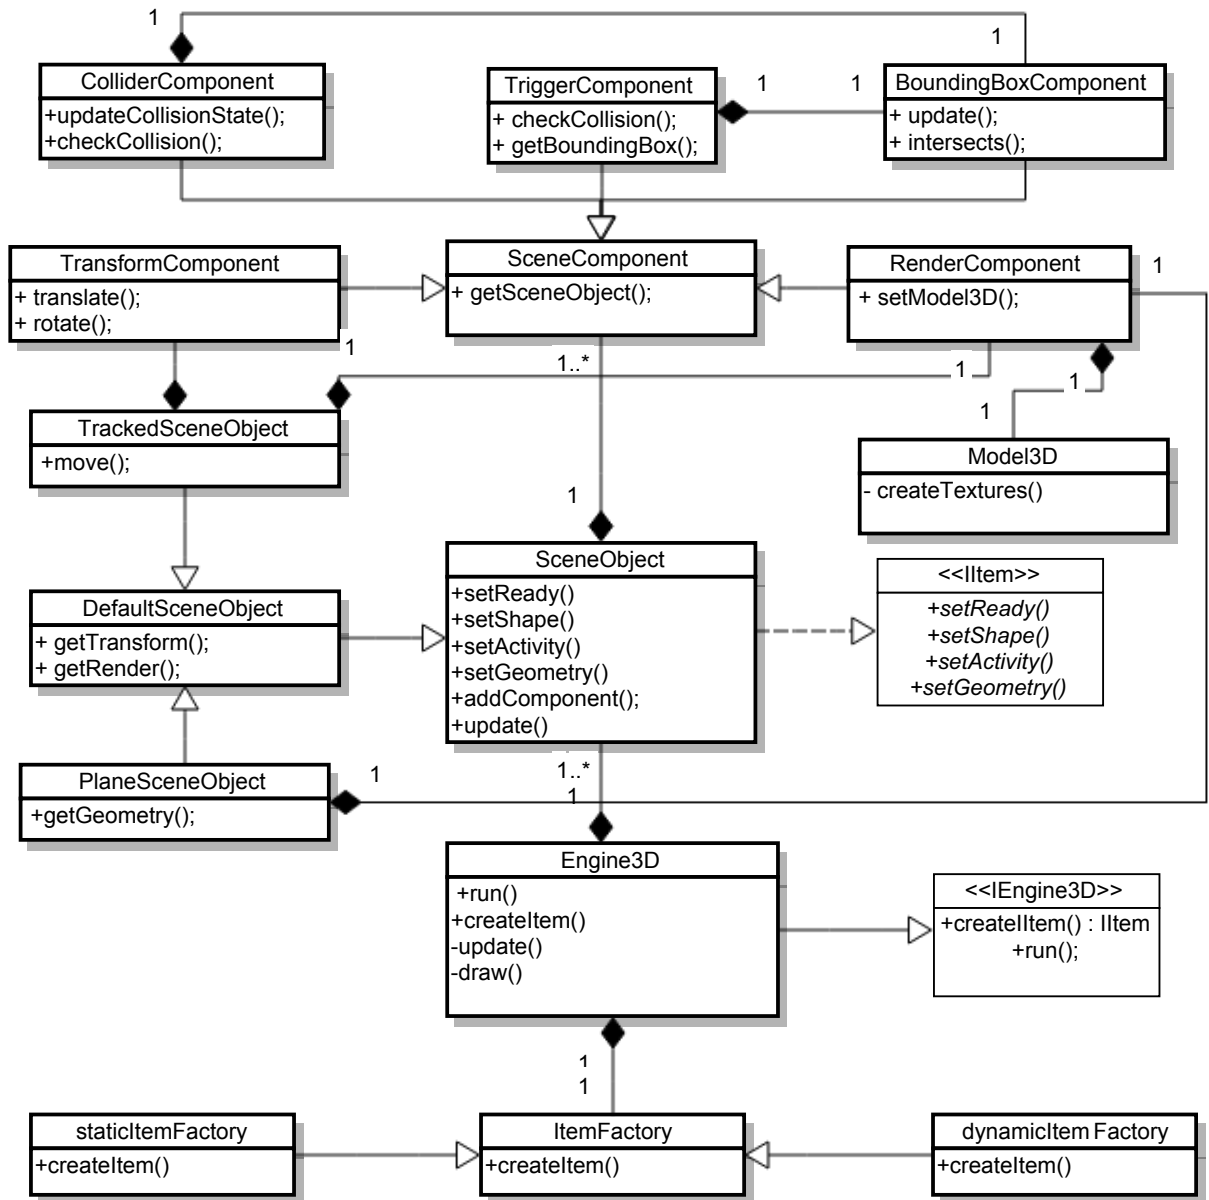 1
1
ColliderComponent
+updateCollisionState();
+checkCollision();
TriggerComponent
+ checkCollision();
+ getBoundingBox();
1
1
BoundingBoxComponent
+ update();
+ intersects();
TransformComponent
+ translate();
+ rotate();
SceneComponent
+ getSceneObject();
RenderComponent
+ setModel3D();
1
1
1..*
1
1
1
TrackedSceneObject
+move();
Model3D
- createTextures()
1
SceneObject
+setReady()
+setShape()
+setActivity()
+setGeometry()
+addComponent();
+update()
<<IItem>>
+setReady()
+setShape()
+setActivity()
+setGeometry()
DefaultSceneObject
+ getTransform();
+ getRender();
PlaneSceneObject
+getGeometry();
1
1..*
1
Engine3D
+run()
+createItem()
-update()
-draw()
<<IEngine3D>>
+createIItem() : IItem
+run();
1
1
staticItemFactory
+createItem()
ItemFactory
+createItem()
dynamicItem Factory
+createItem()